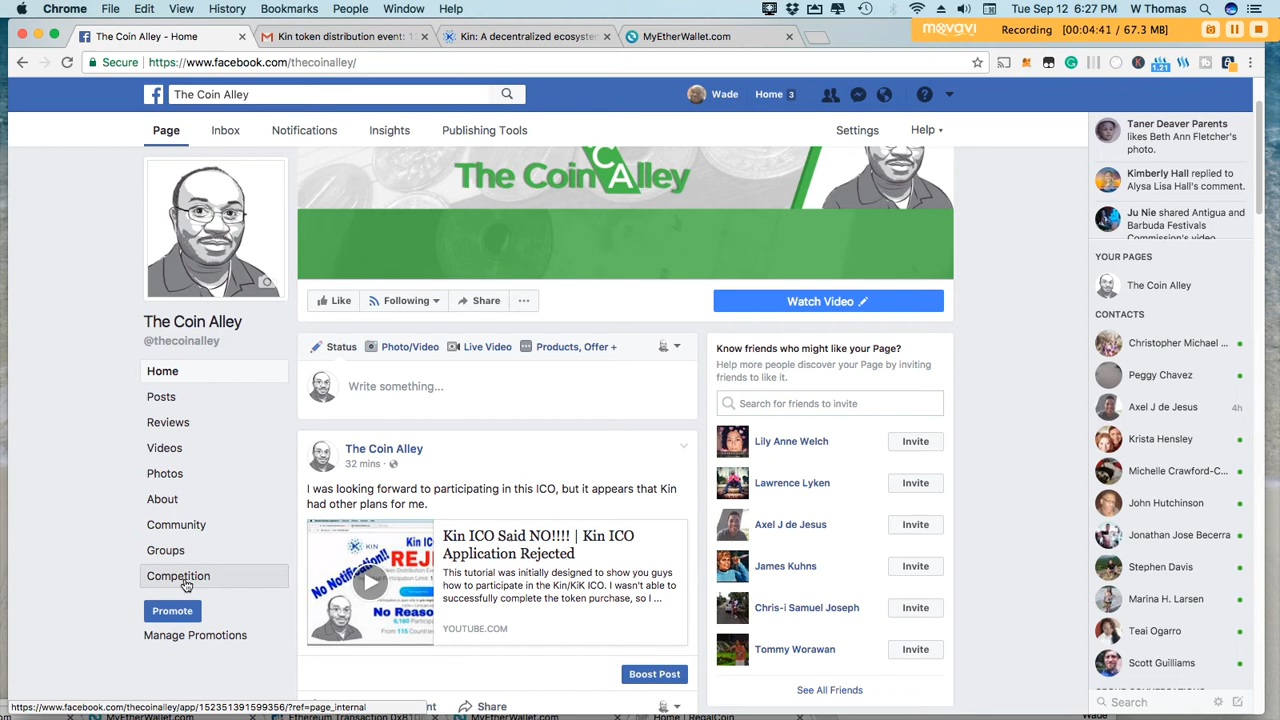 Chrome File Edit View History Bookmarks People Window Help Tue Sep 12 6:27 PM W Thomas
The Coin Alley - Home Kin token distribution event: 1 Kin: A decentralized ecosystem MyEtherWallet.com
movavi Recording [00:04:41 / 67.3 MB]
Secure https://www.facebook.com/thecoinalley/
1.21
The Coin Alley Wade Home 3
Page Inbox Notifications Insights Publishing Tools Settings Help
The Coin Alley
CA
Like Following Share ... Watch Video
The Coin Alley
@thecoinalley
Home
Posts
Reviews
Videos
Photos
About
Community
Groups
Competition
Promote
Manage Promotions
Status Photo/Video Live Video Products, Offer +
Write something...
The Coin Alley
32 mins
I was looking forward to participating in this ICO, but it appears that Kin
had other plans for me.
Kin ICO Said NO!!!! | Kin ICO
Application Rejected
This tutorial was initially designed to show you guys
how to participate in the Kin/KiK ICO. I wasn't able to
successfully complete the token purchase, so I ...
YOUTUBE.COM
KIN
No Notification!!
Boost Post
Share
Know friends who might like your Page?
Help more people discover your Page by inviting
friends to like it.
Search for friends to invite
Lily Anne Welch Invite
Lawrence Lyken Invite
Axel J de Jesus Invite
James Kuhns Invite
Chris-i Samuel Joseph Invite
Tommy Worawan Invite
See All Friends
Taner Deaver Parents
likes Beth Ann Fletcher's
photo.
Kimberly Hall replied to
Alysa Lisa Hall's comment.
Ju Nie shared Antigua and
Barbuda Festivals
Commission's video.
YOUR PAGES
The Coin Alley
CONTACTS
Christopher Michael ...
Peggy Chavez
Axel J de Jesus 4h
Krista Hensley
Michelle Crawford-C...
John Hutchinson
Jonathan Jose Becerra
Stephen Davis
Marina H. Larsen
Teai Ogarro
Scott Guilliams
Search
https://www.facebook.com/thecoinalley/app/152351391599356/?ref=page_internal